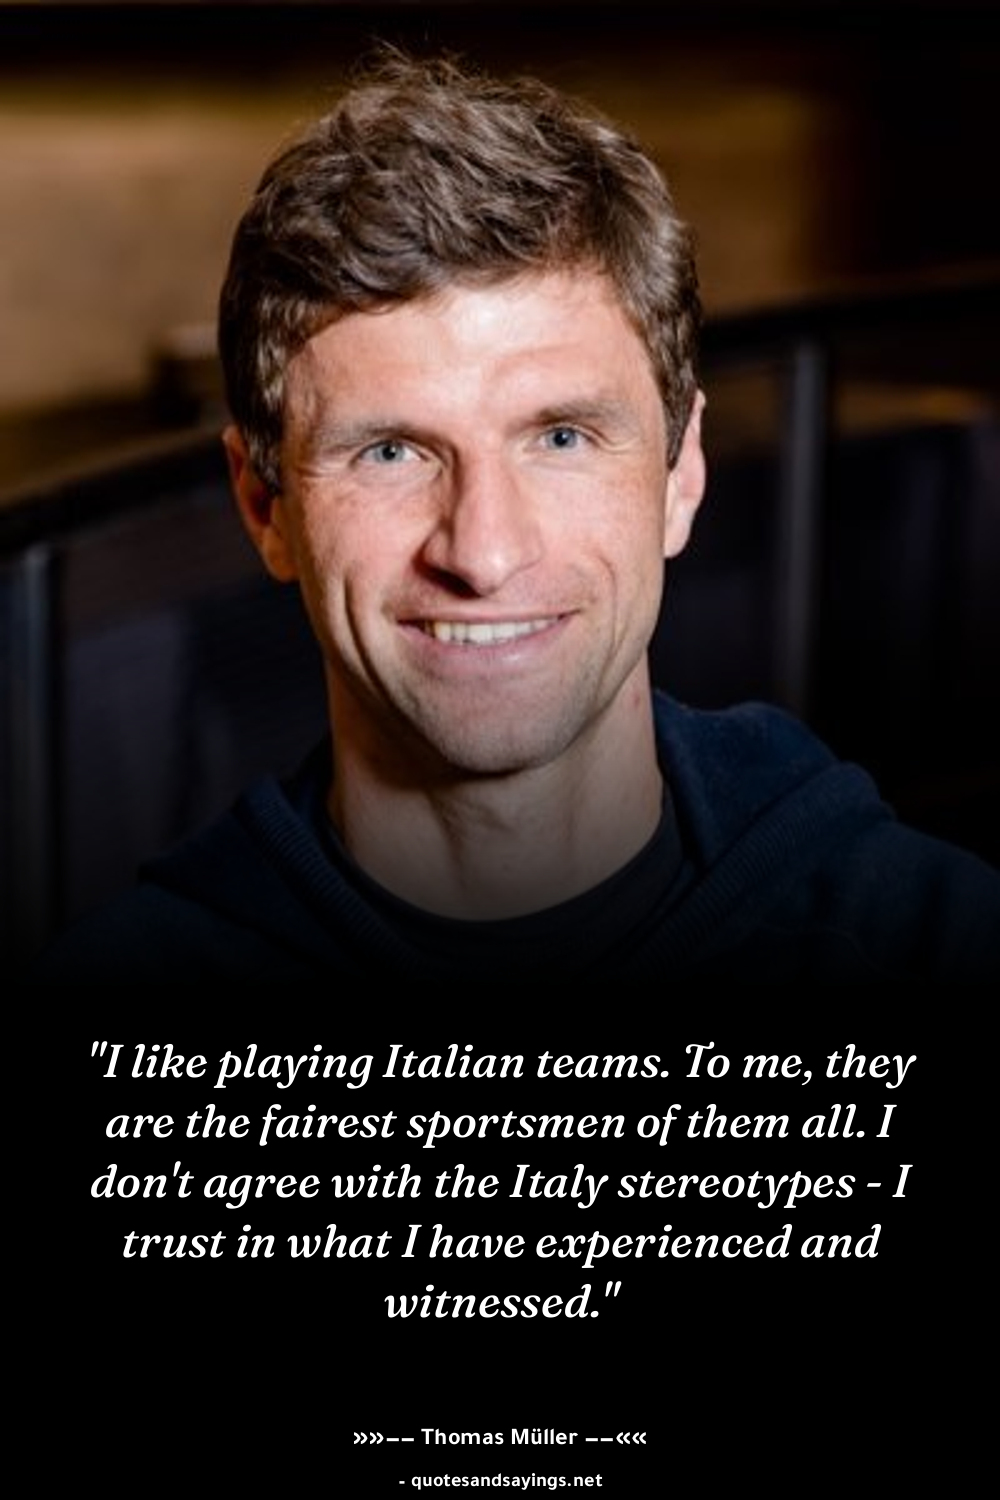 "I like playing Italian teams. To me, they
are the fairest sportsmen of them all. I
don't agree with the Italy stereotypes - I
trust in what I have experienced and
witnessed."
»»–– Thomas Müller ––««
- quotesandsayings.net